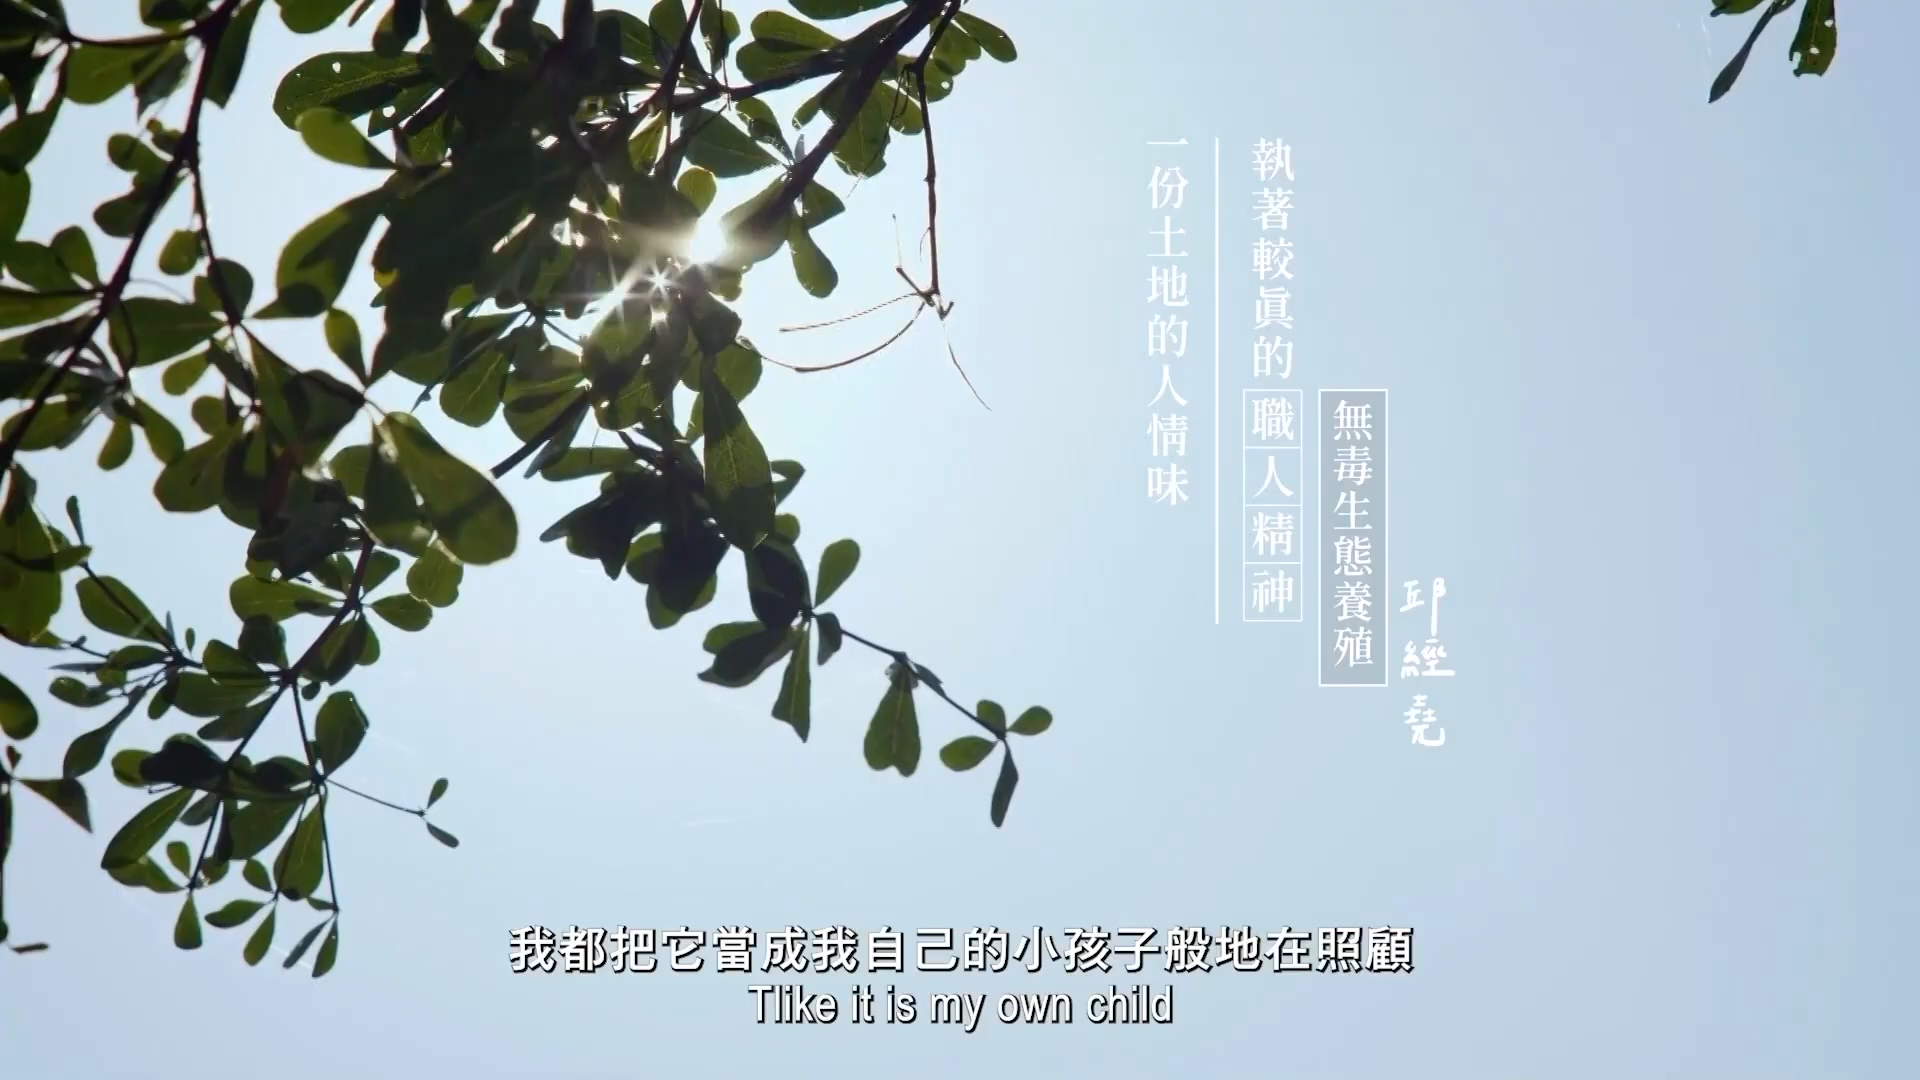 邱經堯
無毒生態養殖
執著較眞的職人精神
一份土地的人情味
我都把它當成我自己的小孩子般地在照顧
Tlike it is my own child